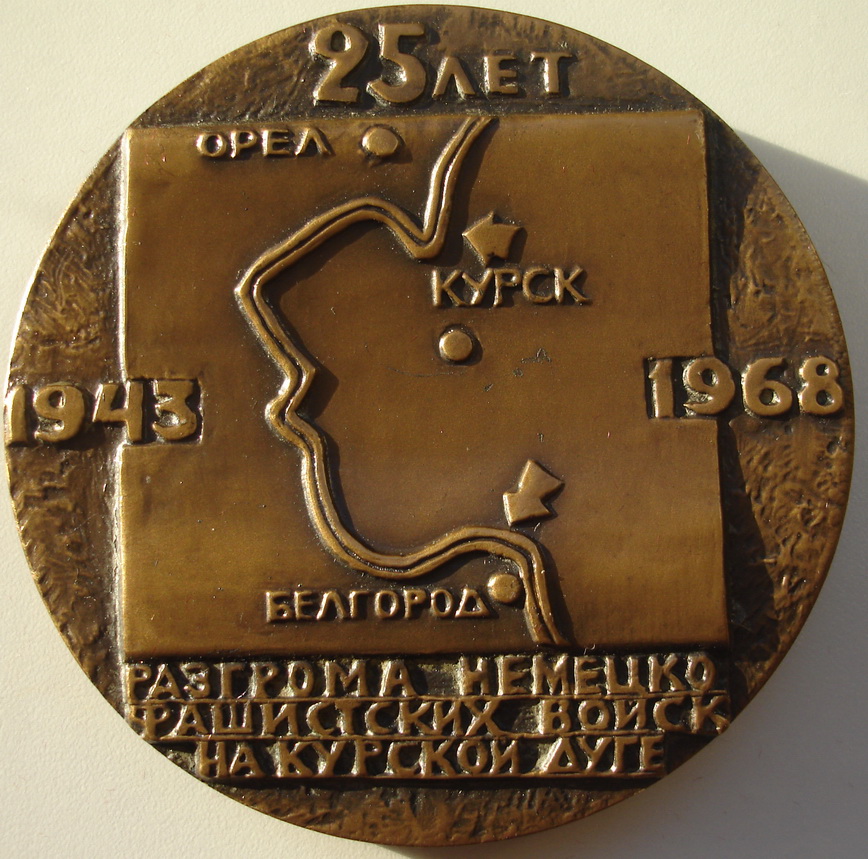 25 ЛЕТ
ОРЕЛ
КУРСК
1943
1968
БЕЛГОРОД
РАЗГРОМА НЕМЕЦКО
ФАШИСТСКИХ ВОЙСК
НА КУРСКОЙ ДУГЕ